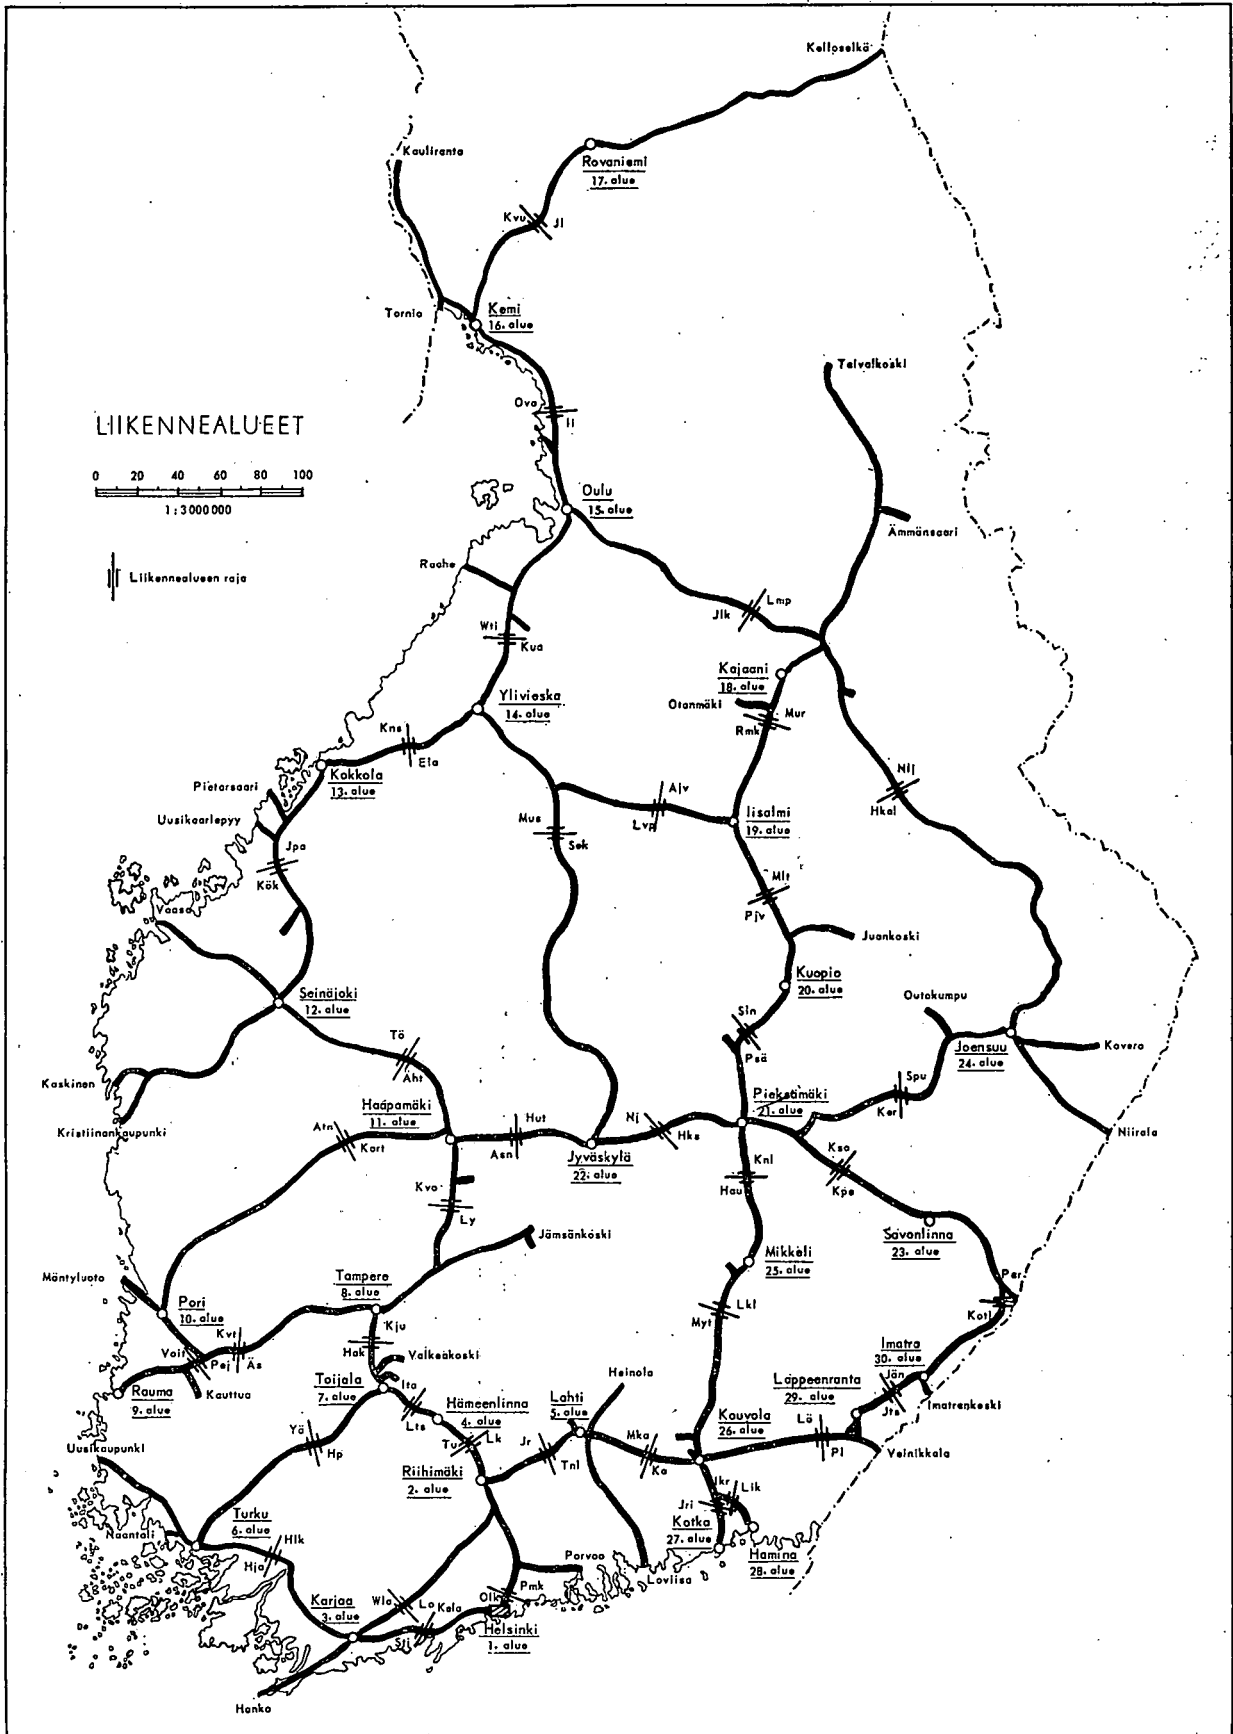 Kelloselkä
Kauliranta
Rovaniemi
17. alue
Kvu
Jl
Tornio
Kemi
16. alue
Taivalkoski
Ova
Ii
LIIKENNEALUEET
0 20 40 60 80 100
1:3000000
Oulu
15. alue
Ämmänsaari
Liikennealueen raja
Raahe
Lmp
Jlk
Wti
Kua
Kajaani
18. alue
Otanmäki
Mur
Rmk
Ylivieska
14. alue
Kns
Ela
Kokkola
13. alue
Nlj
Hkal
Pietarsaari
Ajv
Lvp
Iisalmi
19. alue
Uusikaarlepyy
Mus
Sek
Jpa
Kök
Mlt
Pjv
Vaasa
Juankoski
Kuopio
20. alue
Seinäjoki
12. alue
Outokumpu
Sin
Psä
Tö
Äht
Joensuu
24. alue
Kovero
Kaskinen
Spu
Ker
Haapamäki
11. alue
Pieksämäki
21. alue
Kristiinankaupunki
Atn
Kort
Hut
Asn
Nj
Hks
Niirala
Jyväskylä
22. alue
Knl
Hau
Kso
Kpe
Kvo
Ly
Jämsänkoski
Savonlinna
23. alue
Mikkeli
25. alue
Mäntyluoto
Tampere
8. alue
Par
Kotl
Pori
10. alue
Lkl
Myt
Kju
Hak
Kvt
Äs
Voit
Pej
Valkeakoski
Imatra
30. alue
Jän
Jts
Imatrankoski
Rauma
9. alue
Kauttua
Toijala
7. alue
Ita
Lts
Hämeenlinna
4. alue
Heinola
Lahti
5. alue
Lappeenranta
29. alue
Kouvola
26. alue
Lö
Pl
Vainikkala
Uusikaupunki
Yä
Hp
Tu
Lk
Jr
Tnl
Mka
Ka
Riihimäki
2. alue
Ikr
Lik
Jri
Kotka
27. alue
Hamina
28. alue
Turku
6. alue
Naantali
Hlk
Hja
Porvoo
Loviisa
Karjaa
3. alue
Wla
Lo
Kela
Sti
Olk
Pmk
Helsinki
1. alue
Hanko